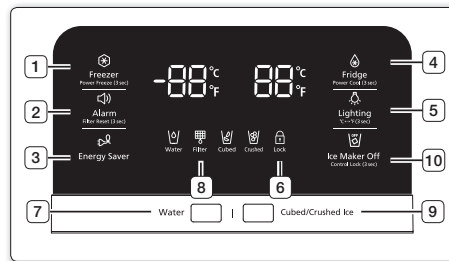 1
Freezer
Power Freeze (3 sec)
2
Alarm
Filter Reset (3 sec)
3
Energy Saver
-88 °C °F
88 °C °F
Water Filter Cubed Crushed Lock
4
Fridge
Power Cool (3 sec)
5
Lighting
°C↔°F(3 sec)
10
OFF
Ice Maker Off
Control Lock (3 sec)
8
6
7
Water
Cubed/Crushed Ice
9